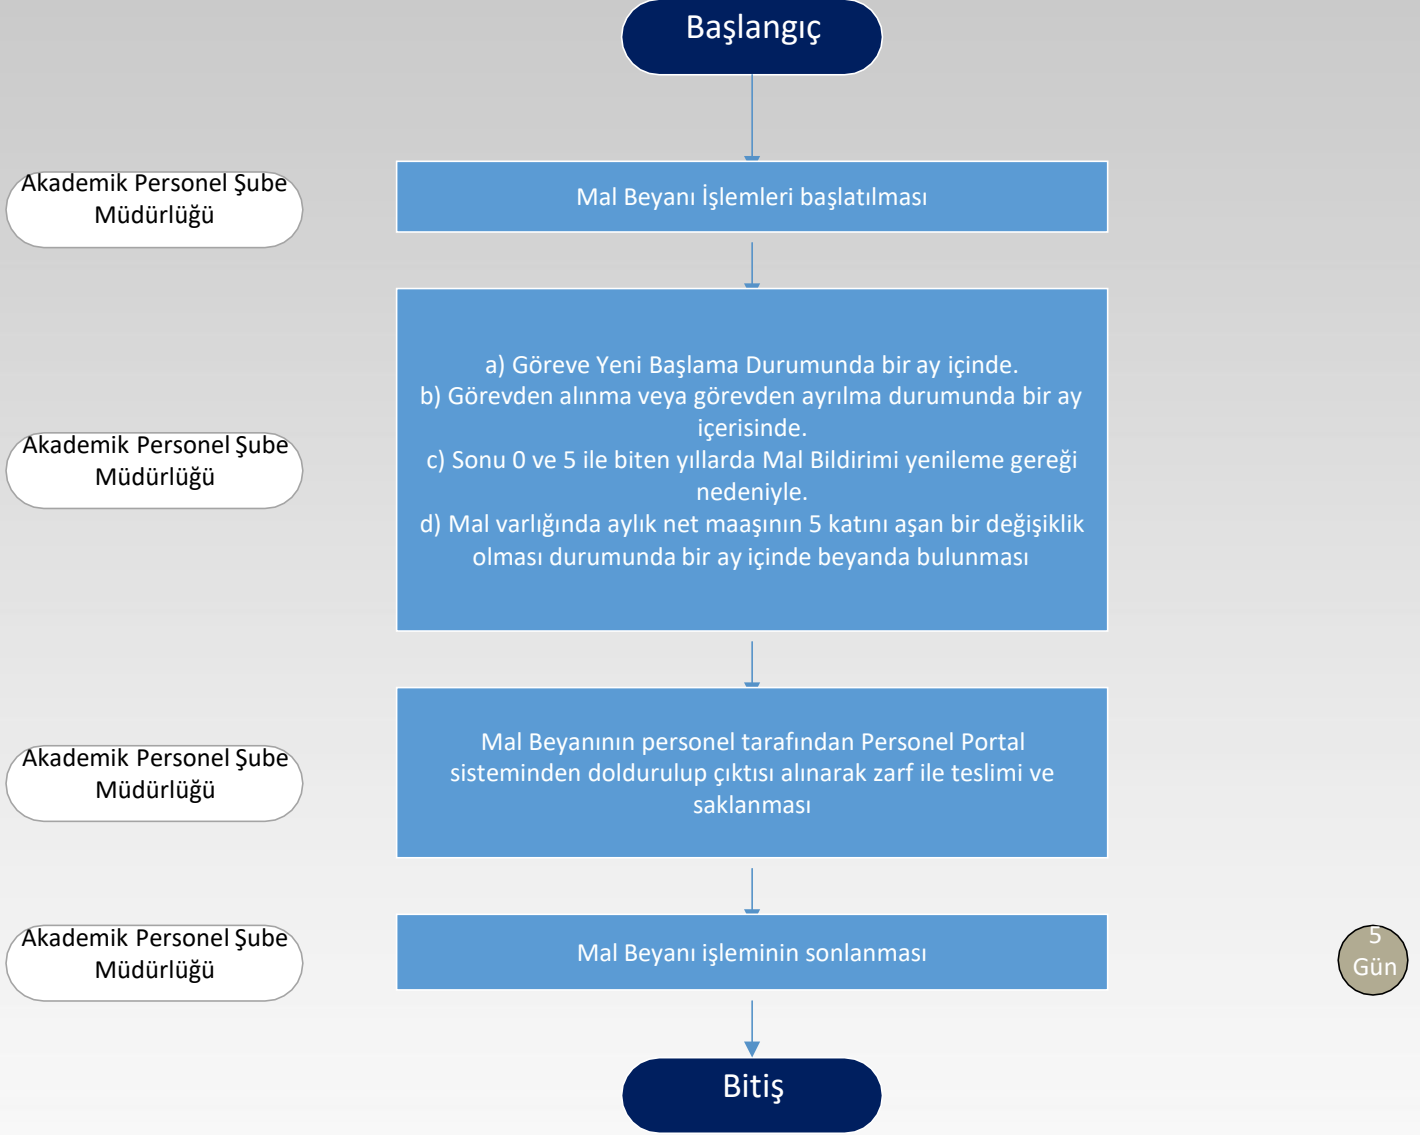 Başlangıç
Akademik Personel Şube
Müdürlüğü
Mal Beyanı İşlemleri başlatılması
Akademik Personel Şube
Müdürlüğü
a) Göreve Yeni Başlama Durumunda bir ay içinde.
b) Görevden alınma veya görevden ayrılma durumunda bir ay
içerisinde.
c) Sonu 0 ve 5 ile biten yıllarda Mal Bildirimi yenileme gereği
nedeniyle.
d) Mal varlığında aylık net maaşının 5 katını aşan bir değişiklik
olması durumunda bir ay içinde beyanda bulunması
Akademik Personel Şube
Müdürlüğü
Mal Beyanının personel tarafından Personel Portal
sisteminden doldurulup çıktısı alınarak zarf ile teslimi ve
saklanması
Akademik Personel Şube
Müdürlüğü
Mal Beyanı işleminin sonlanması
5
Gün
Bitiş